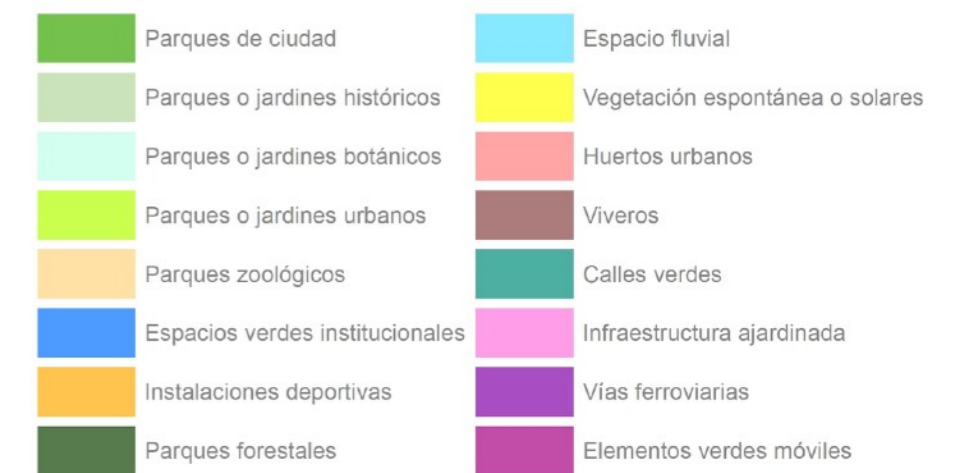 Parques de ciudad
Parques o jardines históricos
Parques o jardines botánicos
Parques o jardines urbanos
Parques zoológicos
Espacios verdes institucionales
Instalaciones deportivas
Parques forestales
Espacio fluvial
Vegetación espontánea o solares
Huertos urbanos
Viveros
Calles verdes
Infraestructura ajardinada
Vías ferroviarias
Elementos verdes móviles